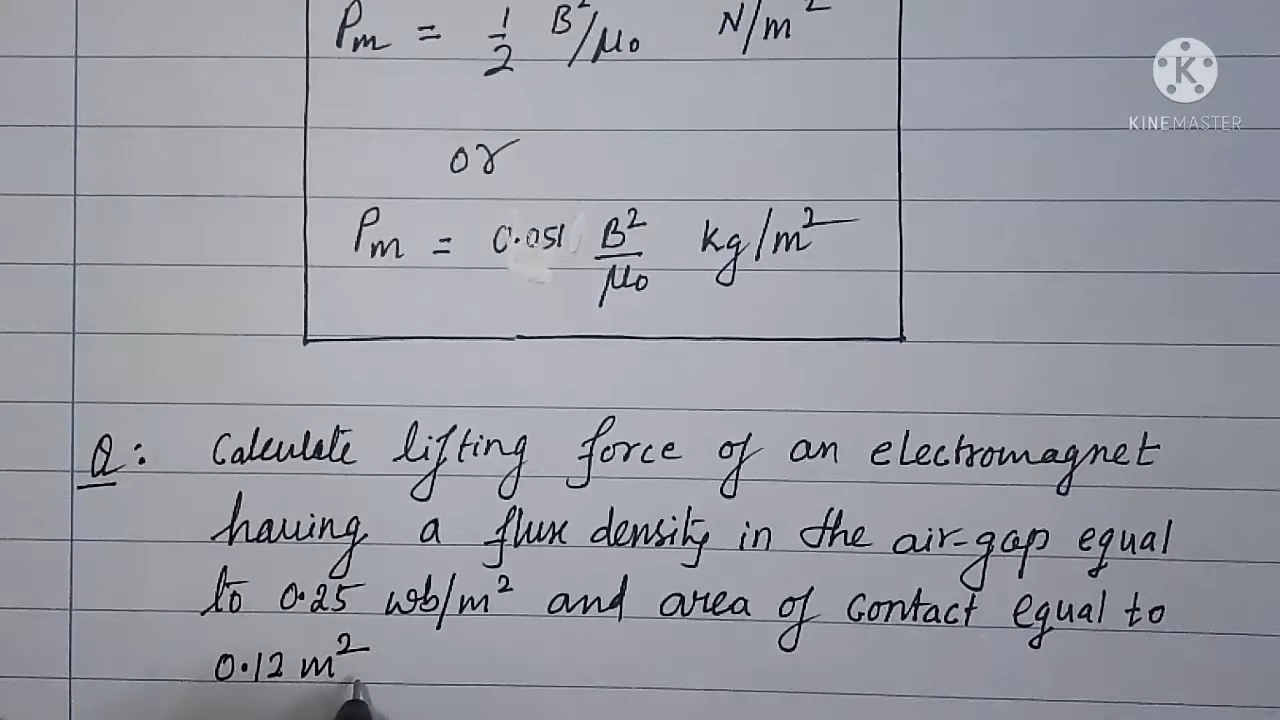 Pm = 1/2 B²/μ₀ N/m²
K
KINEMASTER
or
Pm = 0.051 B²/μ₀ kg/m²
Q: Calculate lifting force of an electromagnet
having a flux density in the air-gap equal
to 0.25 wb/m² and area of contact equal to
0.12 m²